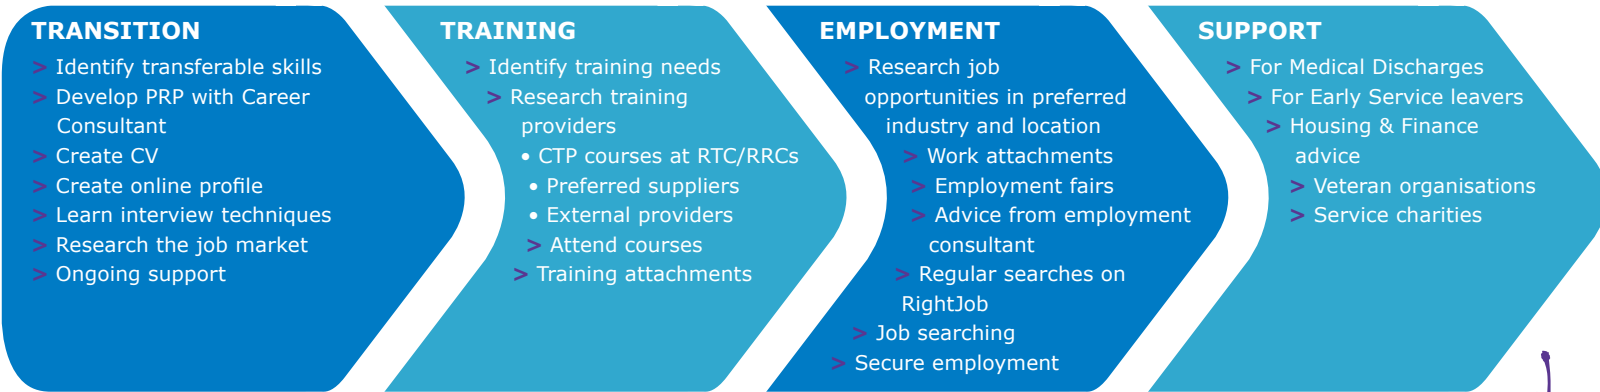 TRANSITION
> Identify transferable skills
> Develop PRP with Career
Consultant
> Create CV
> Create online profile
> Learn interview techniques
> Research the job market
> Ongoing support
TRAINING
> Identify training needs
> Research training
providers
• CTP courses at RTC/RRCs
• Preferred suppliers
• External providers
> Attend courses
> Training attachments
EMPLOYMENT
> Research job
opportunities in preferred
industry and location
> Work attachments
> Employment fairs
> Advice from employment
consultant
> Regular searches on
RightJob
> Job searching
> Secure employment
SUPPORT
> For Medical Discharges
> For Early Service leavers
> Housing & Finance
advice
> Veteran organisations
> Service charities